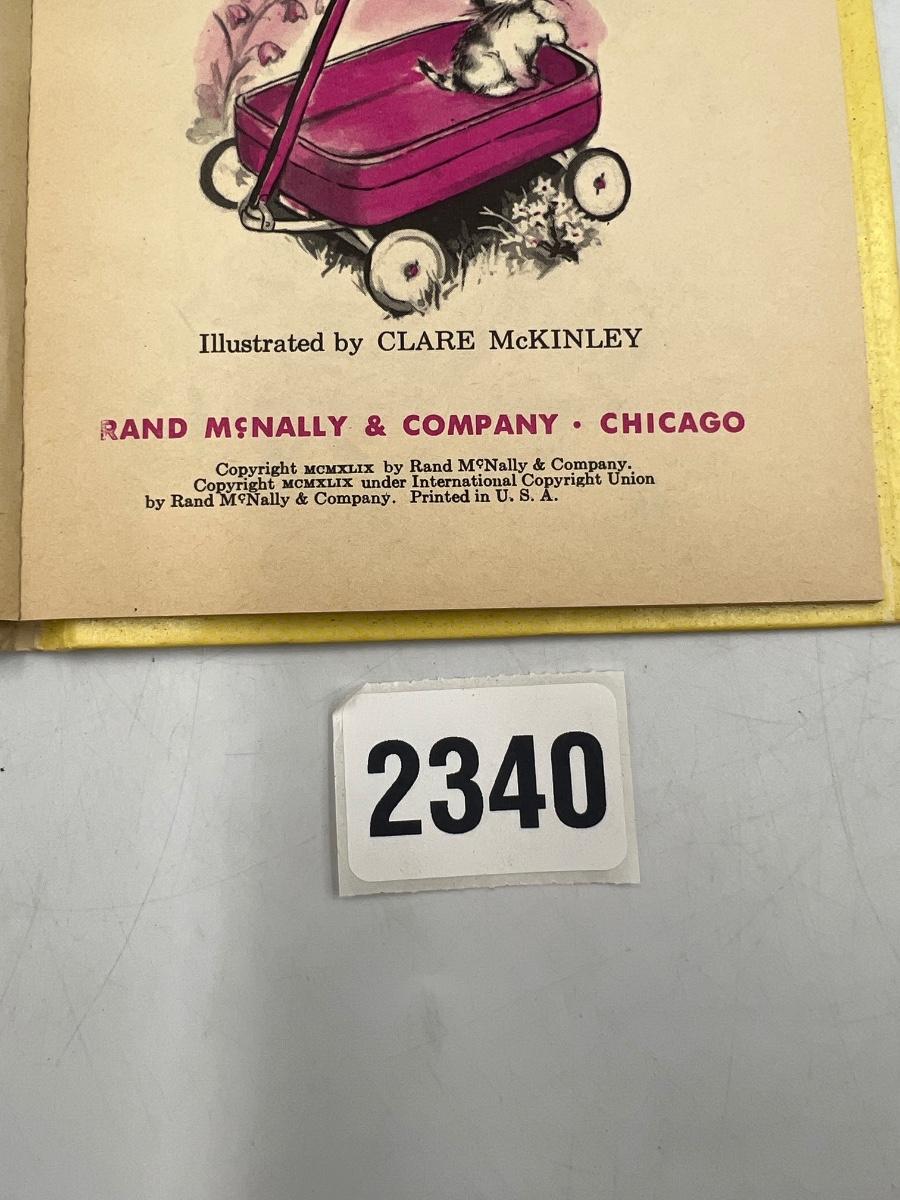 Illustrated by CLARE McKINLEY
RAND McNALLY & COMPANY · CHICAGO
Copyright MCMXLIX by Rand McNally & Company.
Copyright MCMXLIX under International Copyright Union
by Rand McNally & Company. Printed in U. S. A.
2340